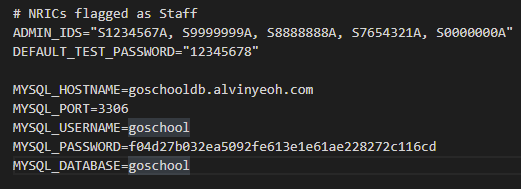 # NRICs flagged as Staff
ADMIN_IDS="S1234567A, S9999999A, S8888888A, S7654321A, S0000000A"
DEFAULT_TEST_PASSWORD="12345678"
MYSQL_HOSTNAME=goschooldb.alvinyeoh.com
MYSQL_PORT=3306
MYSQL_USERNAME=goschool
MYSQL_PASSWORD=f04d27b032ea5092fe613e1e61ae228272c116cd
MYSQL_DATABASE=goschool